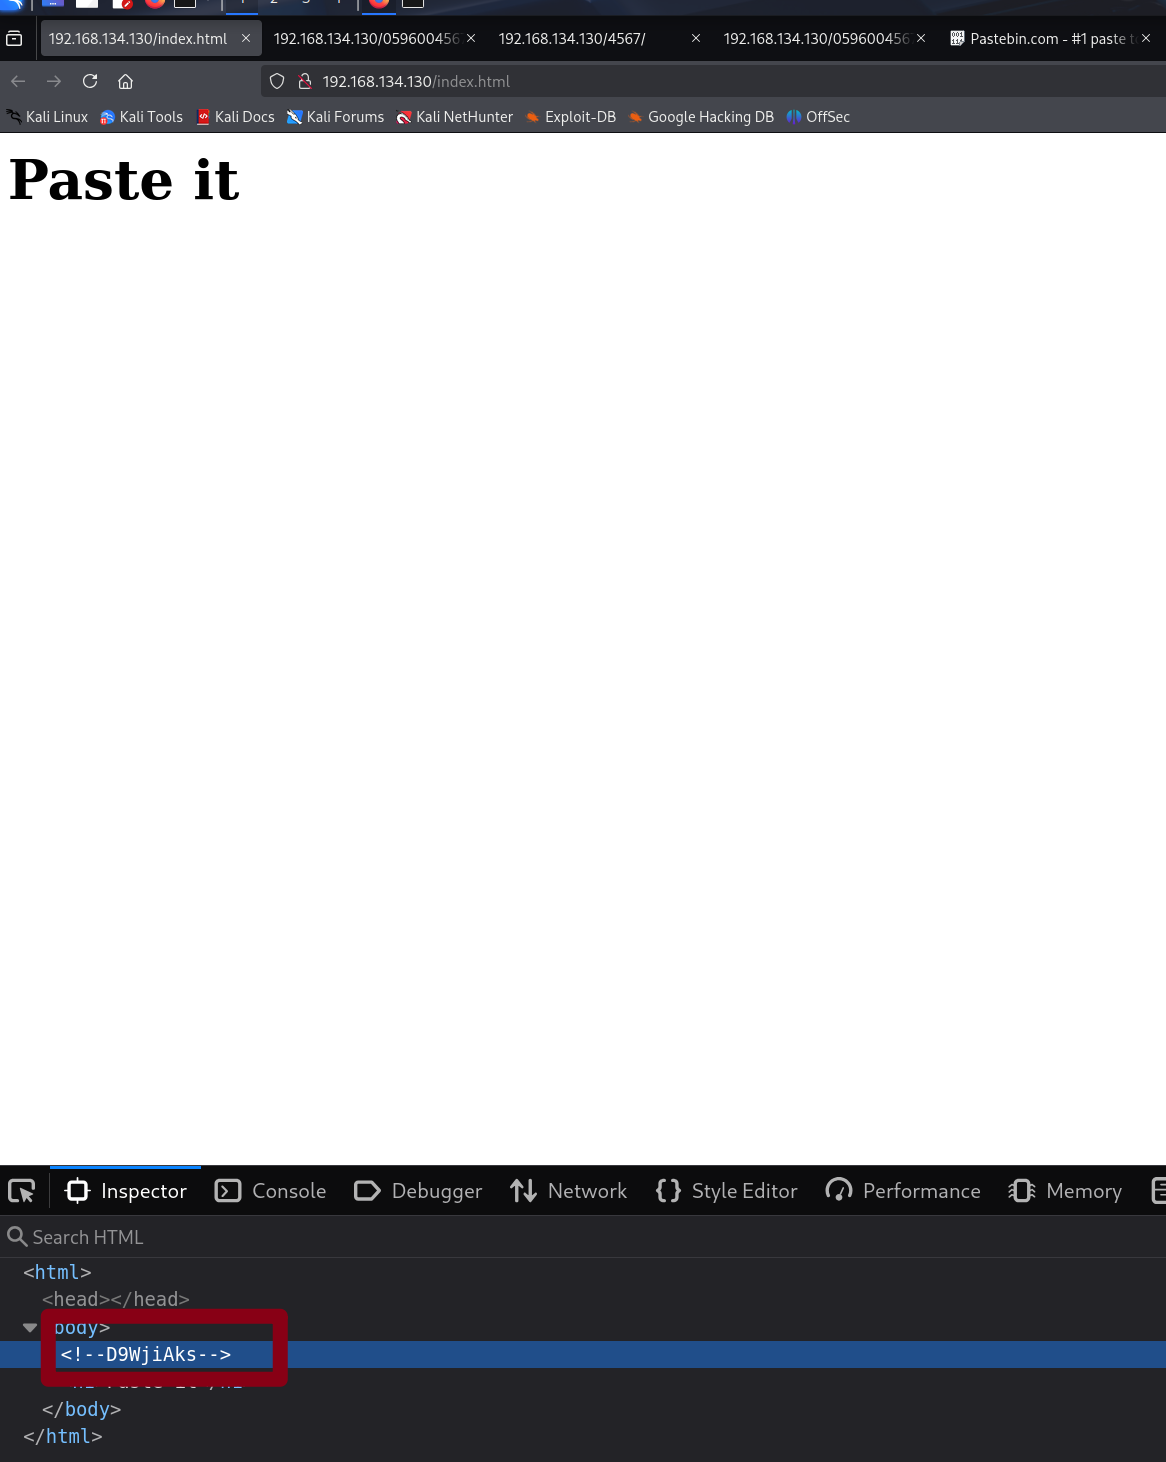 192.168.134.130/index.html 192.168.134.130/059600456 192.168.134.130/4567/ 192.168.134.130/059600456 Pastebin.com - #1 paste t
192.168.134.130/index.html
Kali Linux Kali Tools Kali Docs Kali Forums Kali NetHunter Exploit-DB Google Hacking DB OffSec
Paste it
Inspector Console Debugger Network Style Editor Performance Memory
Search HTML
<html>
<head></head>
body>
<!--D9WjiAks-->
</body>
</html>